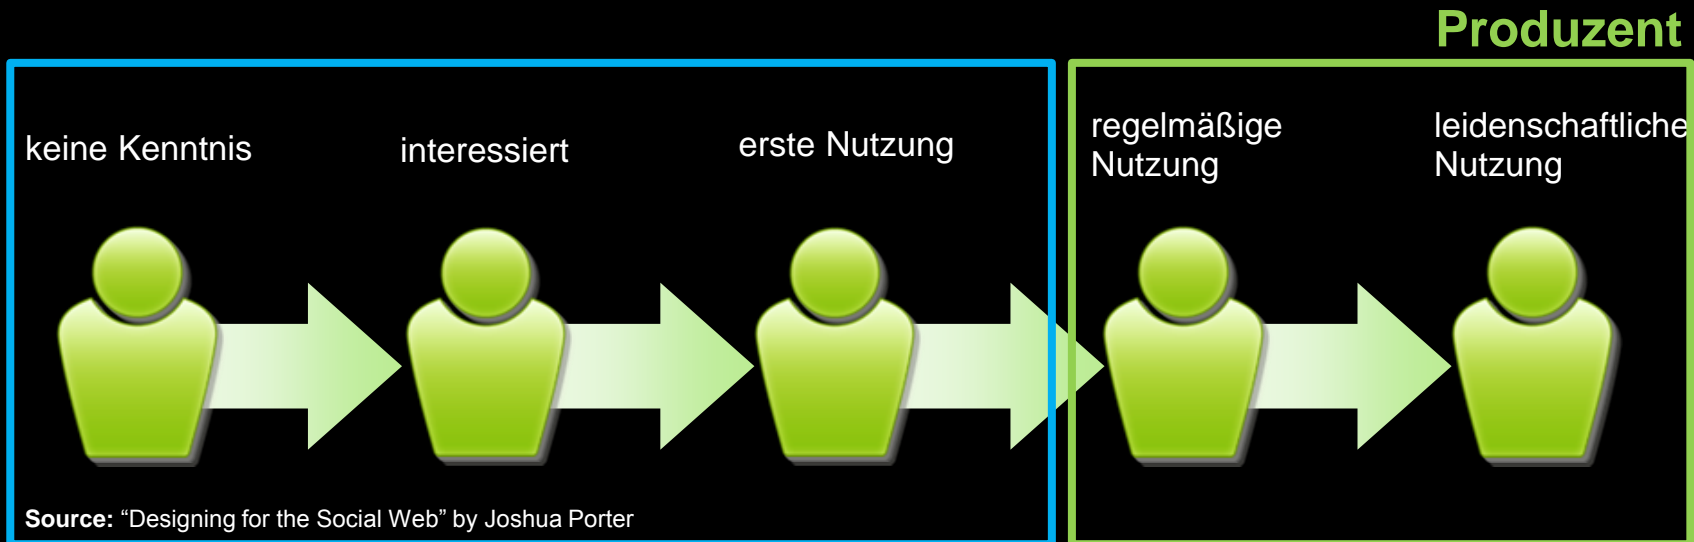 Produzent
keine Kenntnis
interessiert
erste Nutzung
regelmäßige
Nutzung
leidenschaftliche
Nutzung
Source: “Designing for the Social Web” by Joshua Porter